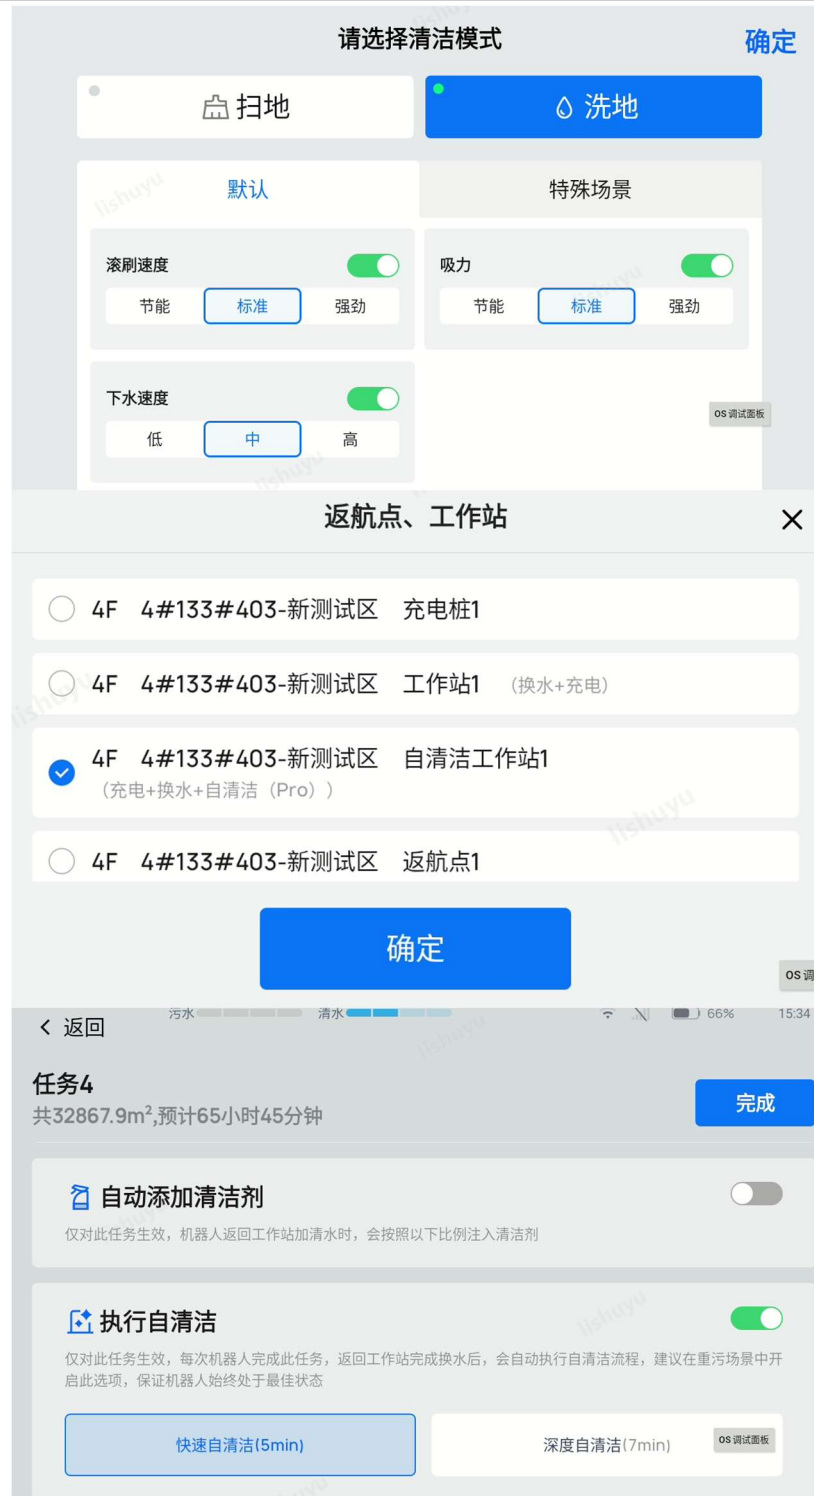 请选择清洁模式
确定
扫地
洗地
默认
特殊场景
滚刷速度
吸力
节能 标准 强劲
节能 标准 强劲
下水速度
OS 调试面板
低 中 高
返航点、工作站
4F 4#133#403-新测试区 充电桩1
4F 4#133#403-新测试区 工作站1 (换水+充电)
4F 4#133#403-新测试区 自清洁工作站1
(充电+换水+自清洁（Pro）)
4F 4#133#403-新测试区 返航点1
确定
OS 调
返回
污水
清水
66%
15:34
任务4
共32867.9m²,预计65小时45分钟
完成
自动添加清洁剂
仅对此任务生效，机器人返回工作站加清水时，会按照以下比例注入清洁剂
执行自清洁
仅对此任务生效，每次机器人完成此任务，返回工作站完成换水后，会自动执行自清洁流程，建议在重污场景中开
启此选项，保证机器人始终处于最佳状态
快速自清洁(5min)
深度自清洁(7min)
OS 调试面板
lishuyu